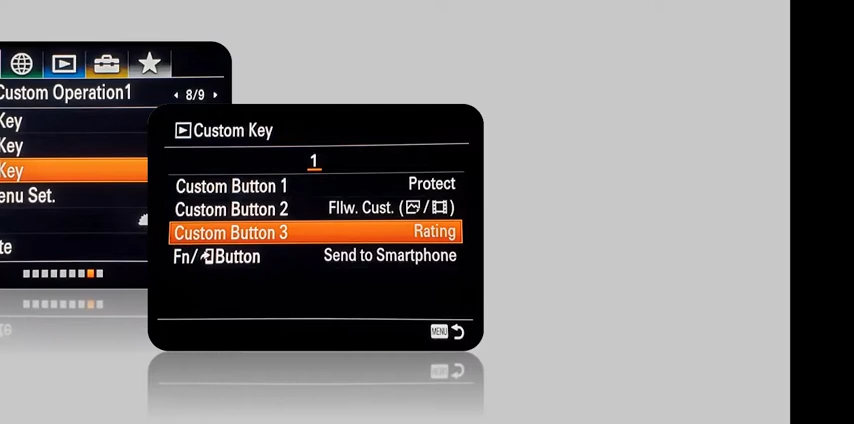 Custom Operation1
8/9
Key
Key
Key
enu Set.
te
Custom Key
1
Custom Button 1 Protect
Custom Button 2 Fllw. Cust. ( / )
Custom Button 3 Rating
Fn/ Button Send to Smartphone
MENU